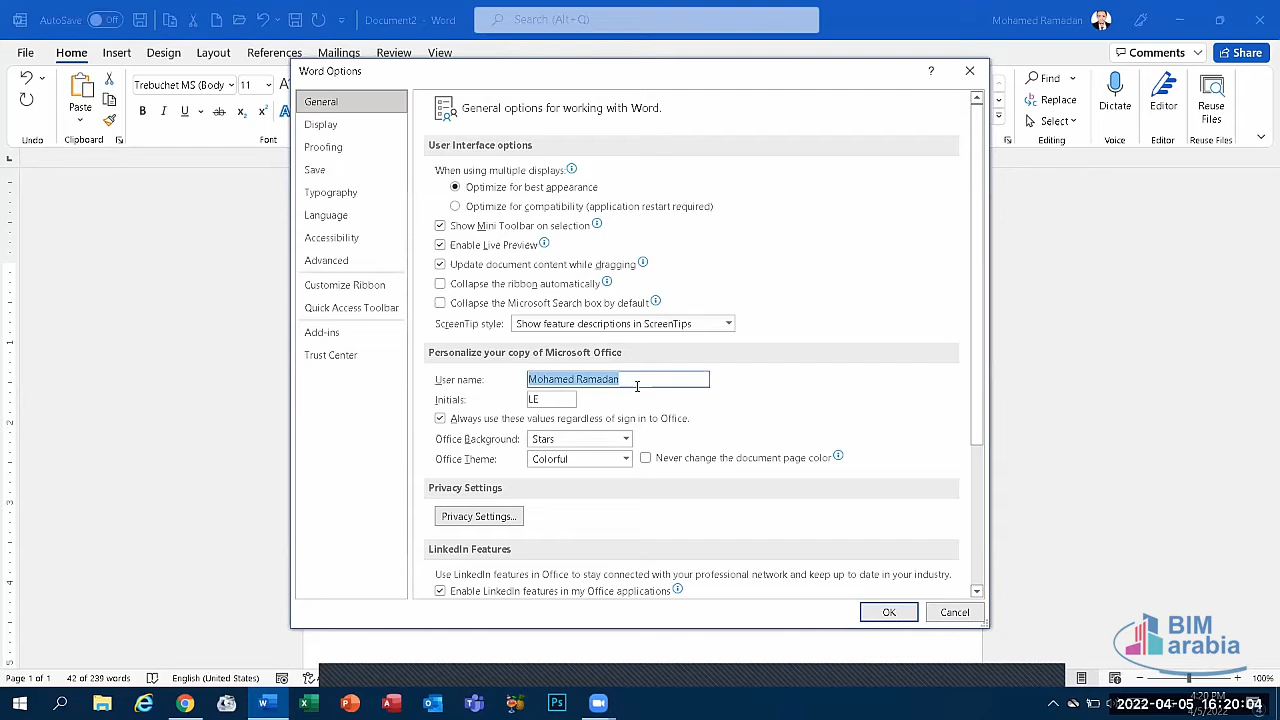 AutoSave Off Document2 - Word Search (Alt+Q) Mohamed Ramadan
File Home Insert Design Layout References Mailings Review View Comments Share
Word Options
Trebuchet MS (Body 11
Paste
Undo
Font
Find
Replace
Select
Editing
Dictate
Voice
Editor
Editor
Reuse Files
Reuse Files
General
Display
Proofing
Save
Typography
Language
Accessibility
Advanced
Customize Ribbon
Quick Access Toolbar
Add-ins
Trust Center
General options for working with Word.
User Interface options
When using multiple displays:
Optimize for best appearance
Optimize for compatibility (application restart required)
Show Mini Toolbar on selection
Enable Live Preview
Update document content while dragging
Collapse the ribbon automatically
Collapse the Microsoft Search box by default
ScreenTip style: Show feature descriptions in ScreenTips
Personalize your copy of Microsoft Office
User name: Mohamed Ramadan
Initials: LE
Always use these values regardless of sign in to Office.
Office Background: Stars
Office Theme: Colorful Never change the document page color
Privacy Settings
Privacy Settings...
LinkedIn Features
Use LinkedIn features in Office to stay connected with your professional network and keep up to date in your industry.
Enable LinkedIn features in my Office applications
OK Cancel
BIM
arabia
Page 1 of 1 42 of 239 words English (United States) 100%
2022-04-05 16:20:04